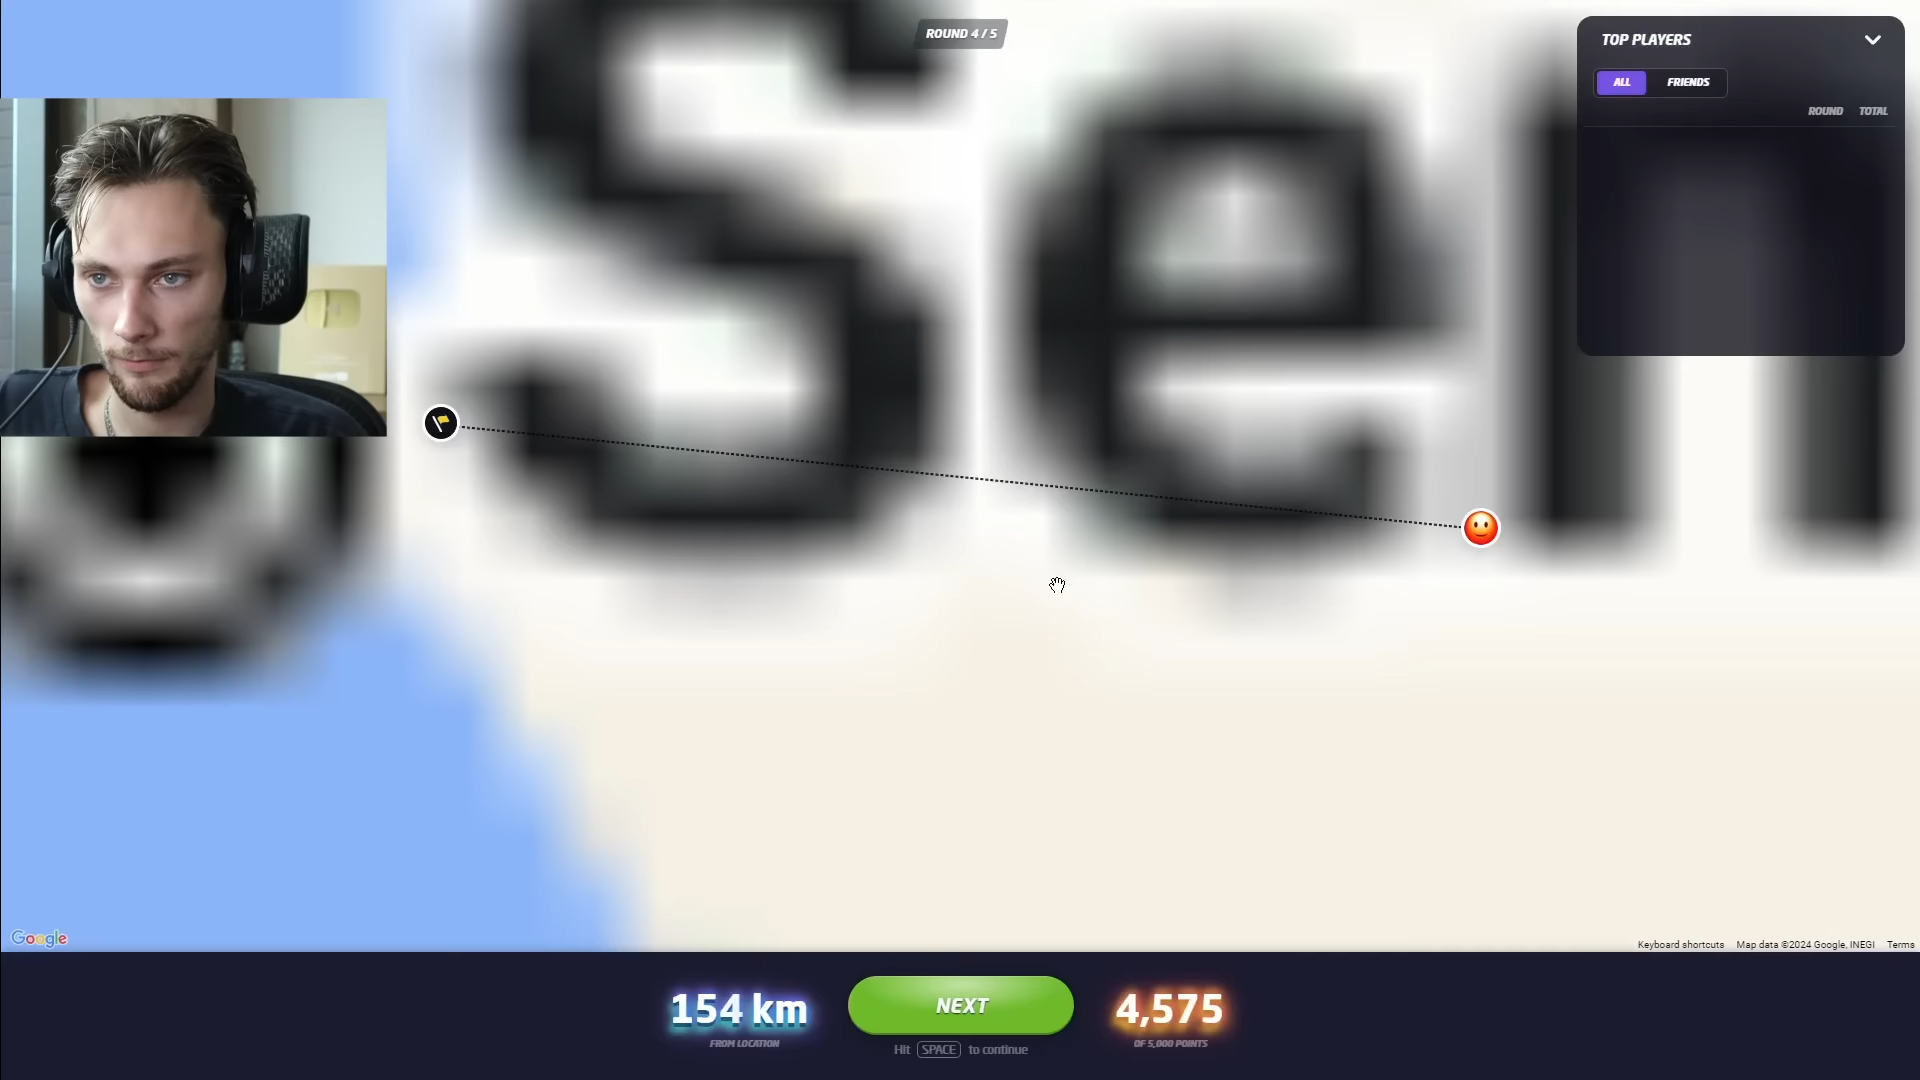 ROUND 4 / 5
TOP PLAYERS
ALL FRIENDS
ROUND TOTAL
Sen
Google
Keyboard shortcuts Map data ©2024 Google, INEGI Terms
154 km
FROM LOCATION
NEXT
Hit SPACE to continue
4,575
OF 5,000 POINTS